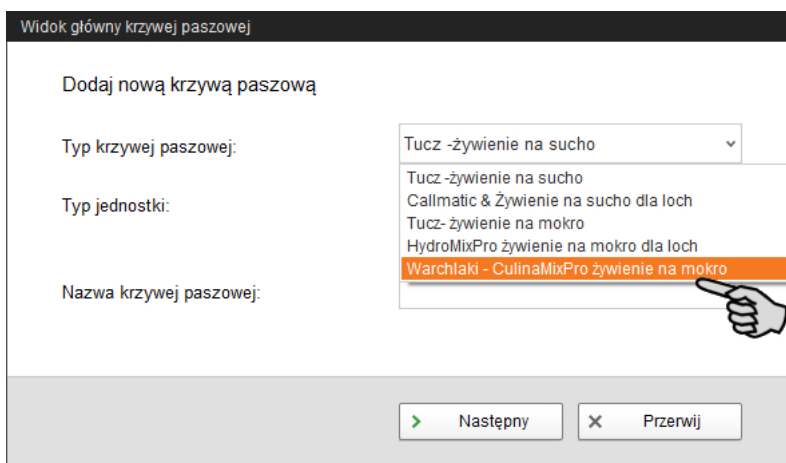 Widok główny krzywej paszowej
Dodaj nową krzywą paszową
Typ krzywej paszowej:
Tucz -żywienie na sucho
Tucz -żywienie na sucho
Callmatic & Żywienie na sucho dla loch
Typ jednostki:
Tucz- żywienie na mokro
HydroMixPro żywienie na mokro dla loch
Warchlaki - CulinaMixPro żywienie na mokro
Nazwa krzywej paszowej:
Następny
Przerwij